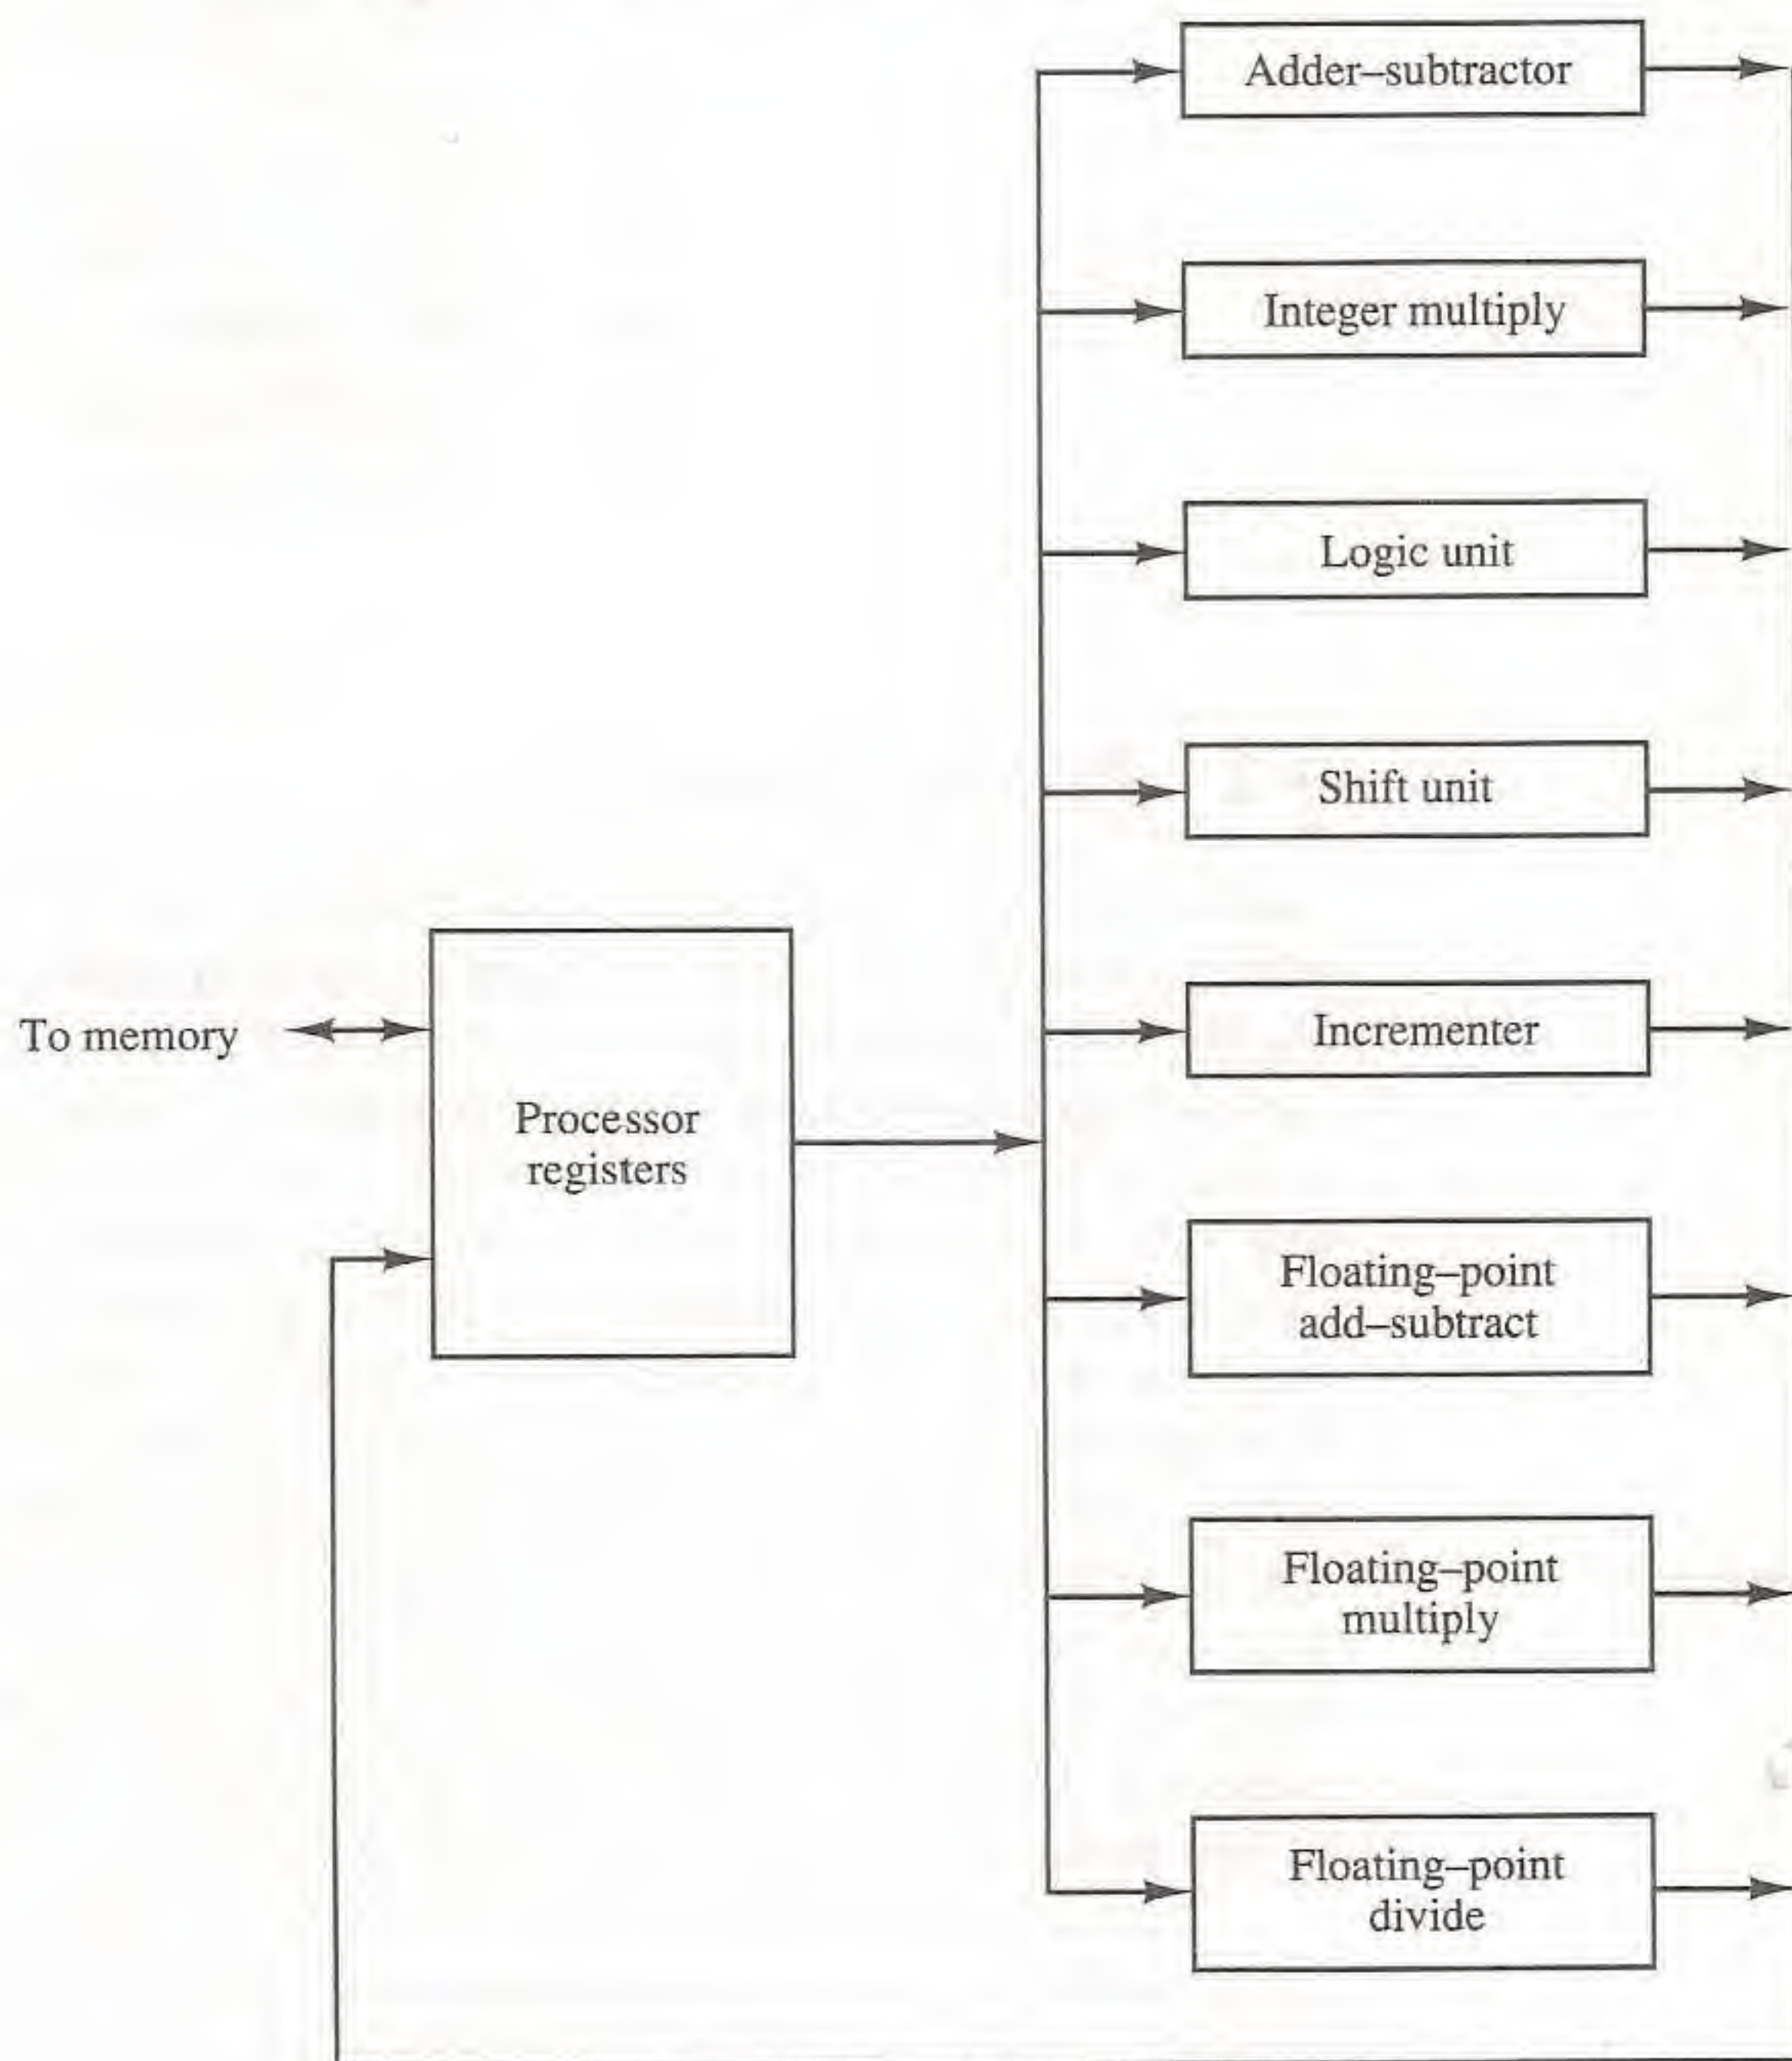 Adder–subtractor
Integer multiply
Logic unit
Shift unit
To memory
Processor
registers
Incrementer
Floating–point
add–subtract
Floating–point
multiply
Floating–point
divide